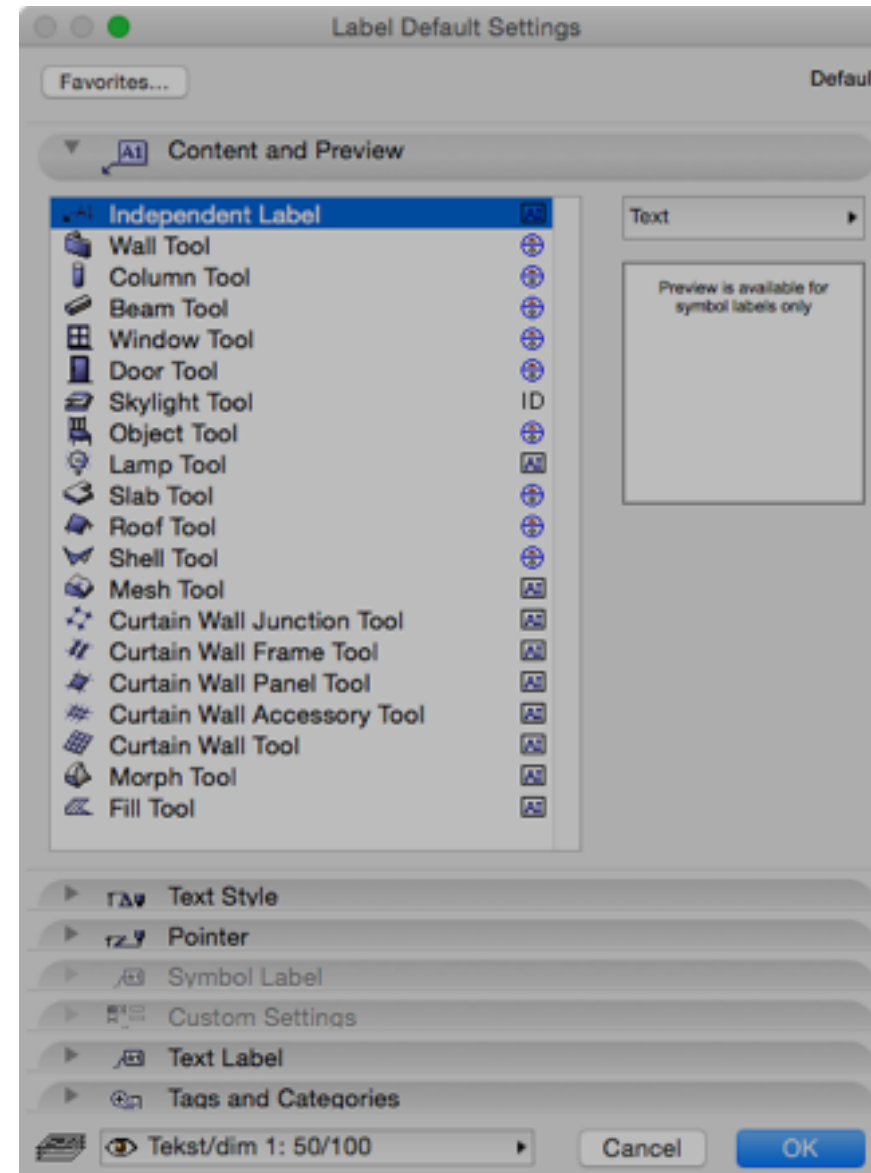 Label Default Settings
Favorites...
Defaul
A1 Content and Preview
Independent Label
Text
Wall Tool
Column Tool
Preview is available for
symbol labels only
Beam Tool
Window Tool
Door Tool
Skylight Tool ID
Object Tool
Lamp Tool
Slab Tool
Roof Tool
Shell Tool
Mesh Tool
Curtain Wall Junction Tool
Curtain Wall Frame Tool
Curtain Wall Panel Tool
Curtain Wall Accessory Tool
Curtain Wall Tool
Morph Tool
Fill Tool
Text Style
Pointer
Symbol Label
Custom Settings
Text Label
Tags and Categories
Tekst/dim 1: 50/100
Cancel
OK